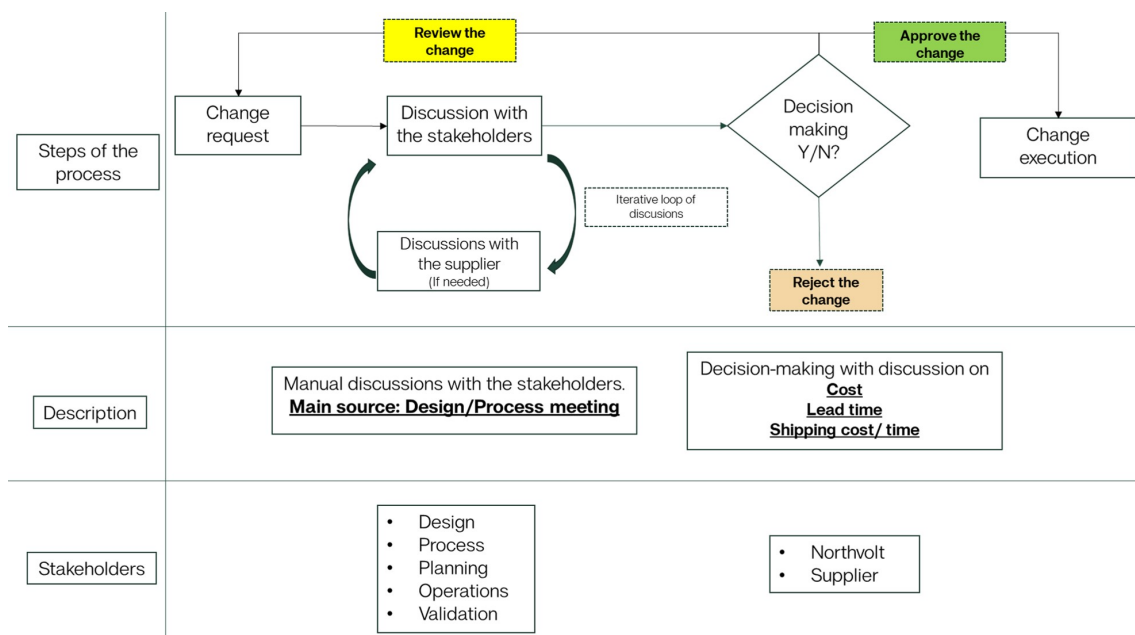 Review the
change
Approve the
change
Change
request
Discussion with
the stakeholders
Decision
making
Y/N?
Change
execution
Steps of the
process
Iterative loop of
discusions
Discussions with
the supplier
(If needed)
Reject the
change
Description
Manual discussions with the stakeholders.
Main source: Design/Process meeting
Decision-making with discussion on
Cost
Lead time
Shipping cost/ time
Stakeholders
• Design
• Process
• Planning
• Operations
• Validation
• Northvolt
• Supplier